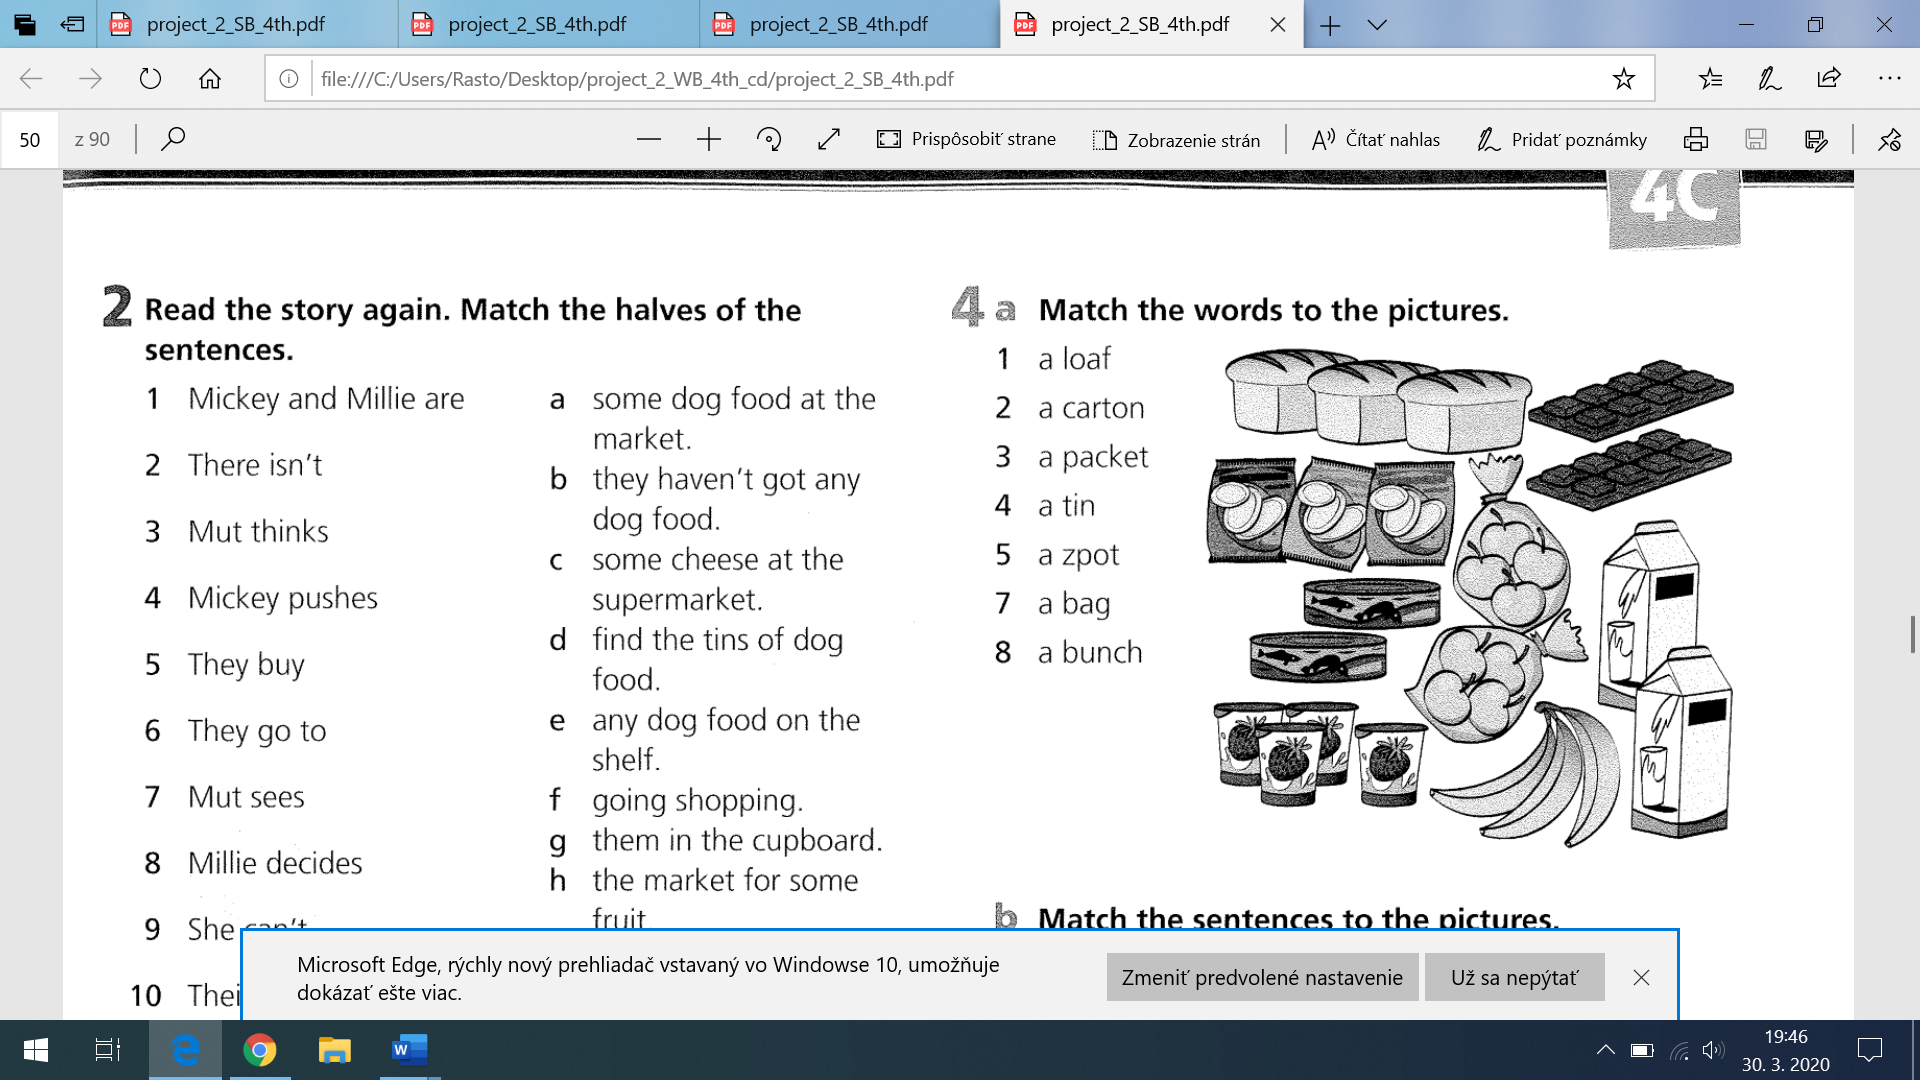 project_2_SB_4th.pdf
project_2_SB_4th.pdf
project_2_SB_4th.pdf
project_2_SB_4th.pdf
file:///C:/Users/Rasto/Desktop/project_2_WB_4th_cd/project_2_SB_4th.pdf
50 z 90 Prispôsobiť strane Zobrazenie strán Čítať nahlas Pridať poznámky
4C
2 Read the story again. Match the halves of the
sentences.
1 Mickey and Millie are
2 There isn't
3 Mut thinks
4 Mickey pushes
5 They buy
6 They go to
7 Mut sees
8 Millie decides
9 She can't
10 Thei
a some dog food at the
market.
b they haven't got any
dog food.
c some cheese at the
supermarket.
d find the tins of dog
food.
e any dog food on the
shelf.
f going shopping.
g them in the cupboard.
h the market for some
fruit.
4 a Match the words to the pictures.
1 a loaf
2 a carton
3 a packet
4 a tin
5 a zpot
7 a bag
8 a bunch
b Match the sentences to the pictures.
Microsoft Edge, rýchly nový prehliadač vstavaný vo Windowse 10, umožňuje
dokázať ešte viac.
Zmeniť predvolené nastavenie
Už sa nepýtať
19:46
30. 3. 2020